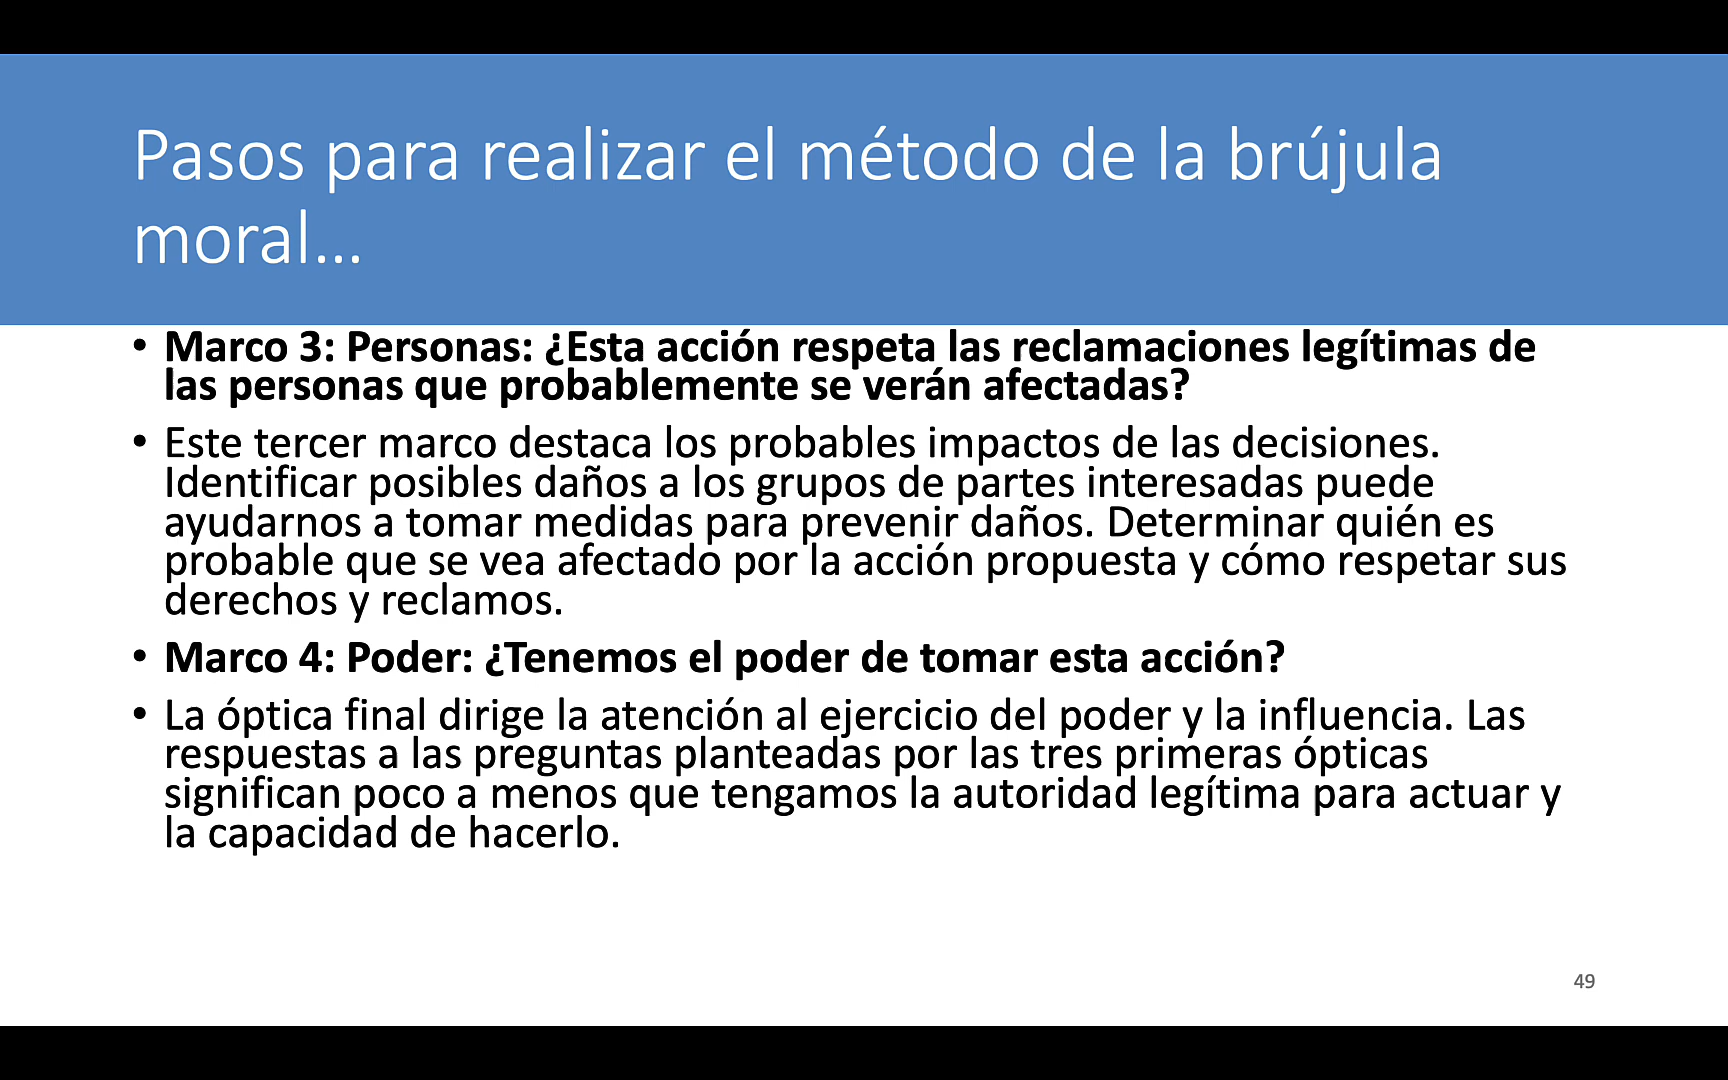 Pasos para realizar el método de la brújula
moral...
• Marco 3: Personas: ¿Esta acción respeta las reclamaciones legítimas de
las personas que probablemente se verán afectadas?
• Este tercer marco destaca los probables impactos de las decisiones.
Identificar posibles daños a los grupos de partes interesadas puede
ayudarnos a tomar medidas para prevenir daños. Determinar quién es
probable que se vea afectado por la acción propuesta y cómo respetar sus
derechos y reclamos.
• Marco 4: Poder: ¿Tenemos el poder de tomar esta acción?
• La óptica final dirige la atención al ejercicio del poder y la influencia. Las
respuestas a las preguntas planteadas por las tres primeras ópticas
significan poco a menos que tengamos la autoridad legítima para actuar y
la capacidad de hacerlo.
49